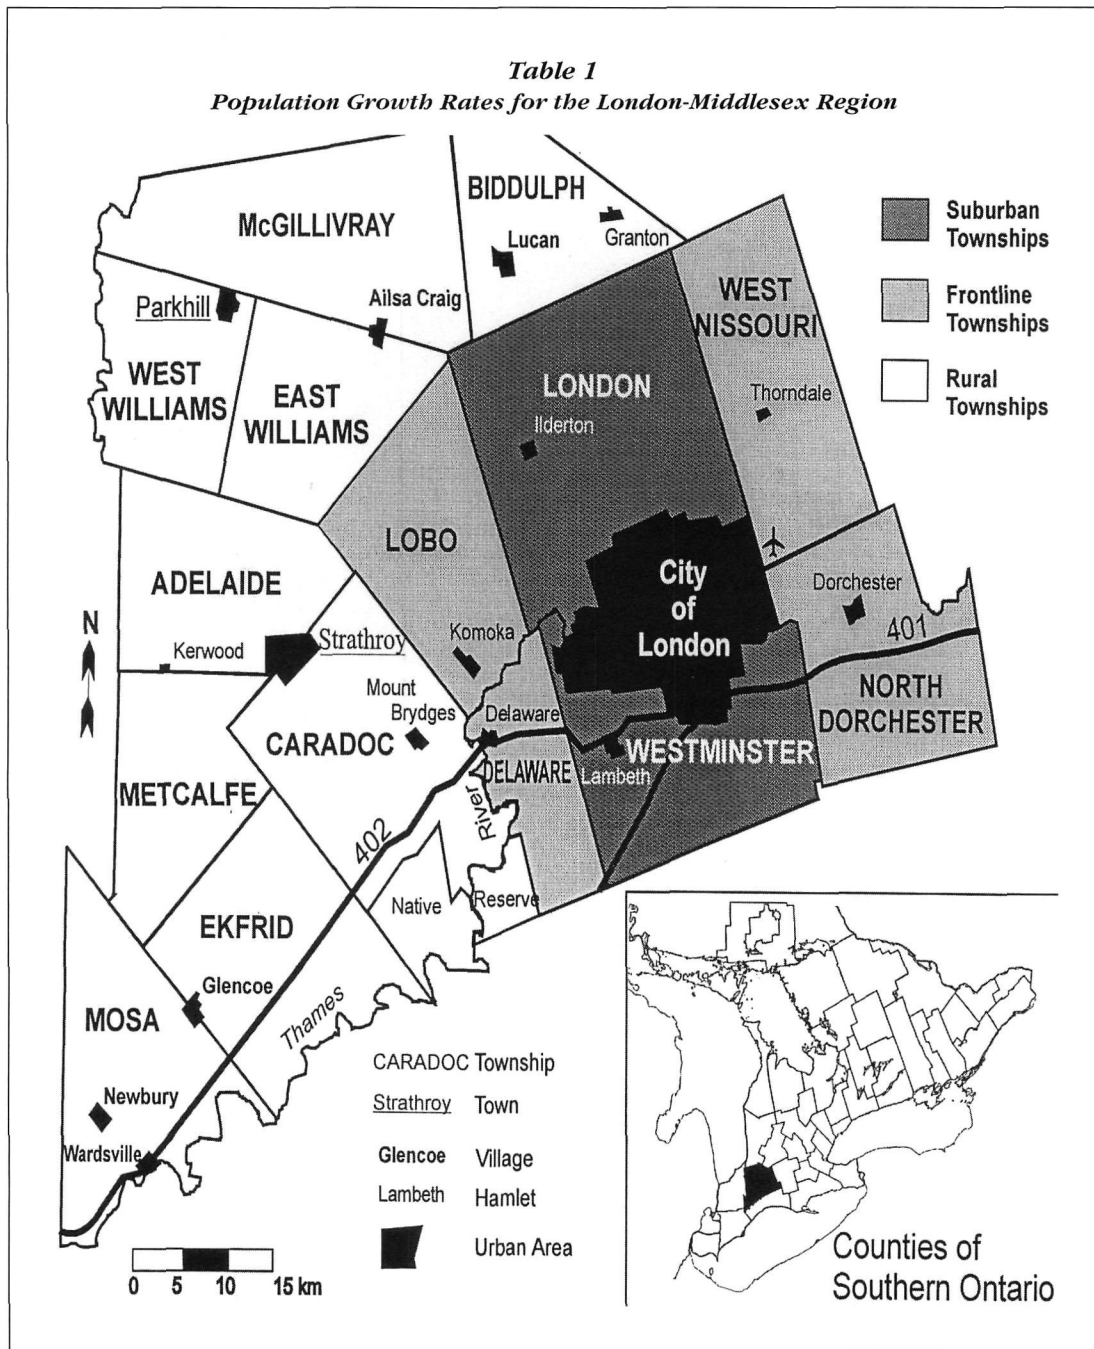 Table 1
Population Growth Rates for the London-Middlesex Region
BIDDULPH
McGILLIVRAY
Lucan
Granton
Suburban
Townships
Parkhill
Ailsa Craig
WEST
NISSOURI
Frontline
Townships
WEST
WILLIAMS
EAST
WILLIAMS
LONDON
Ilderton
Thorndale
Rural
Townships
LOBO
ADELAIDE
City
of
London
Dorchester
401
N
Kerwood
Strathroy
Komoka
Mount
Brydges
Delaware
NORTH
DORCHESTER
CARADOC
DELAWARE
WESTMINSTER
Lambeth
METCALFE
402
River
Native
Reserve
EKFRID
Glencoe
MOSA
Thames
Newbury
Wardsville
CARADOC Township
Strathroy Town
Glencoe Village
Lambeth Hamlet
Urban Area
0 5 10 15 km
Counties of
Southern Ontario